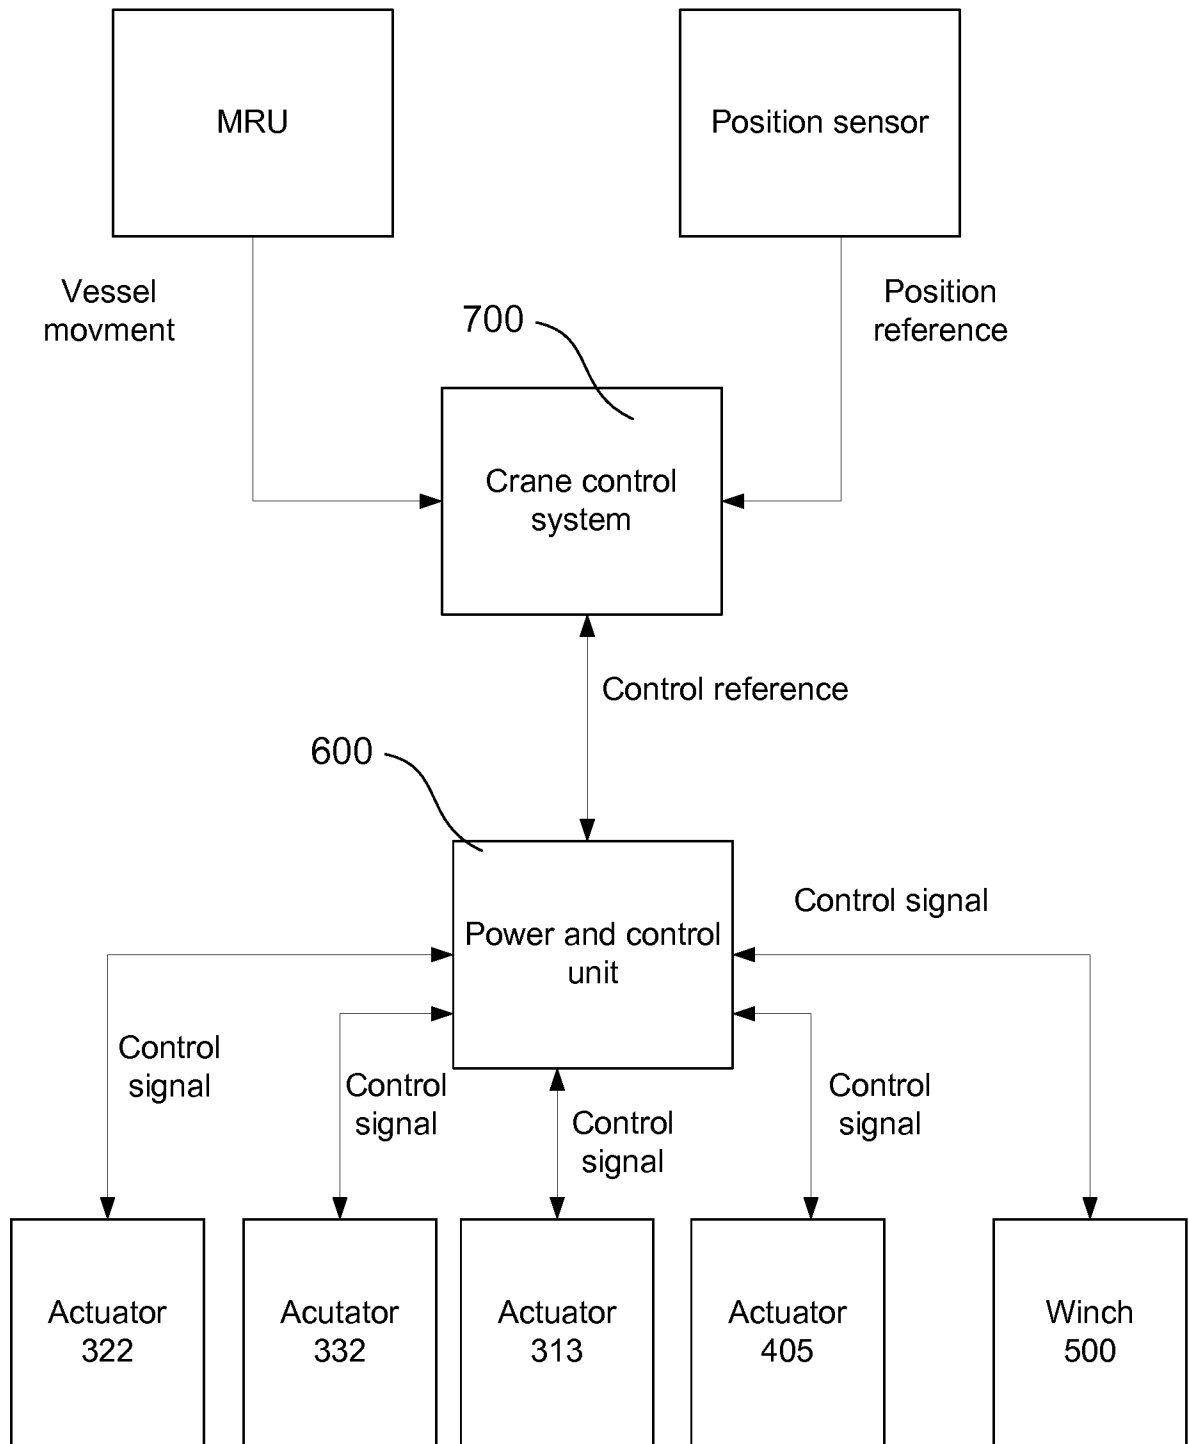 MRU
Position sensor
Vessel
movment
Position
reference
700
Crane control
system
Control reference
600
Power and control
unit
Control signal
Control
signal
Control
signal
Control
signal
Control
signal
Actuator
322
Acutator
332
Actuator
313
Actuator
405
Winch
500